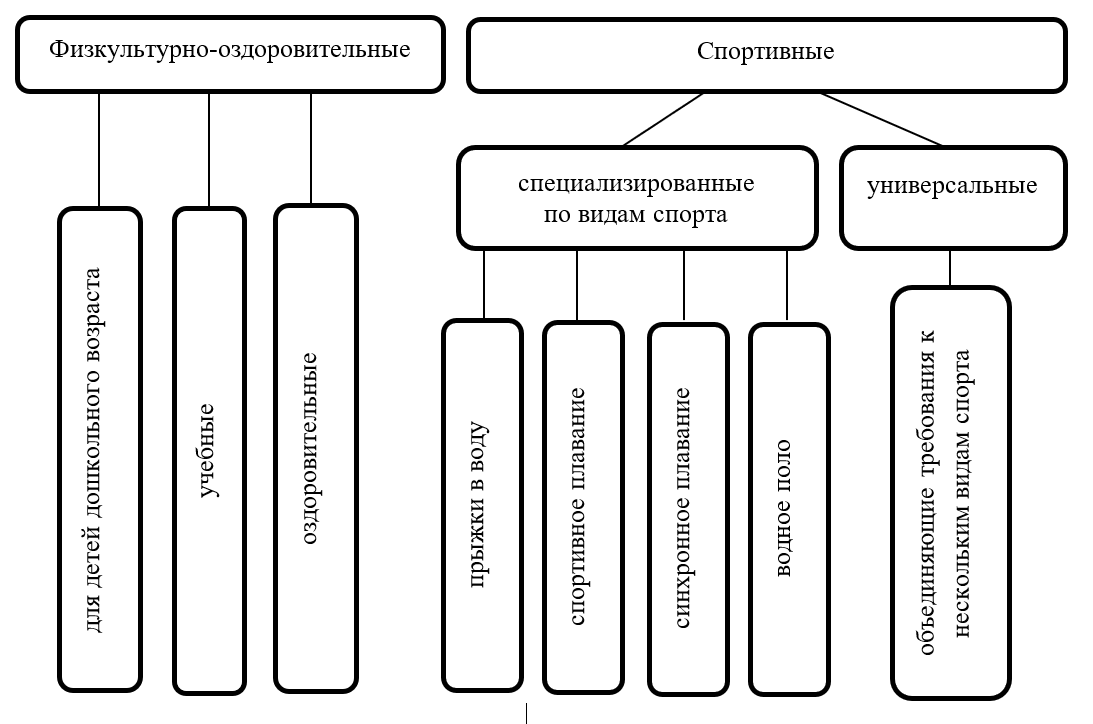 Физкультурно-оздоровительные
Спортивные
специализированные
по видам спорта
универсальные
для детей дошкольного возраста
учебные
оздоровительные
прыжки в воду
спортивное плавание
синхронное плавание
водное поло
объединяющие требования к
нескольким видам спорта